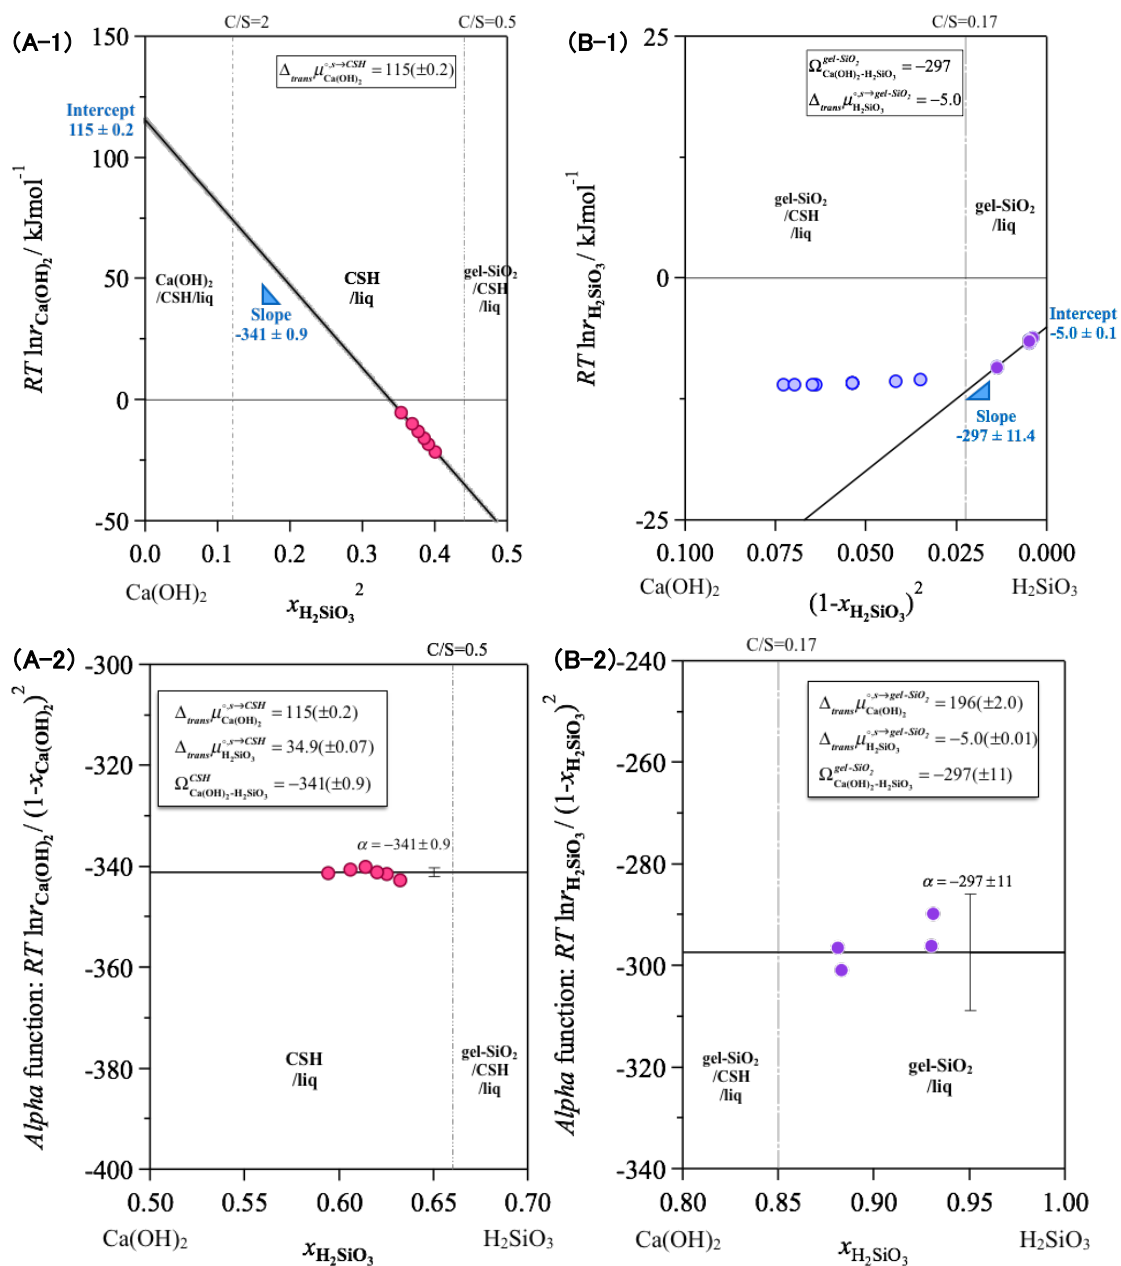 (A-1)
C/S=2
C/S=0.5
Δtransμ°,s→CSH Ca(OH)2 = 115(±0.2)
Intercept
115 ± 0.2
150
100
50
0
-50
RT lnrCa(OH)2/ kJmol-1
Ca(OH)2
/CSH/liq
Slope
-341 ± 0.9
CSH
/liq
gel-SiO2
/CSH
/liq
0.0 0.1 0.2 0.3 0.4 0.5
Ca(OH)2
xH2SiO3 2
(B-1)
C/S=0.17
Ωgel-SiO2 Ca(OH)2-H2SiO3 = −297
Δtransμ°,s→gel-SiO2 H2SiO3 = −5.0
25
0
-25
RT lnrH2SiO3/ kJmol-1
gel-SiO2
/CSH
/liq
gel-SiO2
/liq
Intercept
-5.0 ± 0.1
Slope
-297 ± 11.4
0.100 0.075 0.050 0.025 0.000
Ca(OH)2
(1-xH2SiO3)2
H2SiO3
(A-2)
C/S=0.5
Δtransμ°,s→CSH Ca(OH)2 = 115(±0.2)
Δtransμ°,s→CSH H2SiO3 = 34.9(±0.07)
ΩCSH Ca(OH)2-H2SiO3 = −341(±0.9)
-300
-320
-340
-360
-380
-400
Alpha function: RT lnrCa(OH)2/ (1-xCa(OH)2)2
α = −341± 0.9
CSH
/liq
gel-SiO2
/CSH
/liq
0.50 0.55 0.60 0.65 0.70
Ca(OH)2
xH2SiO3
H2SiO3
(B-2)
C/S=0.17
Δtransμ°,s→gel-SiO2 Ca(OH)2 = 196(±2.0)
Δtransμ°,s→gel-SiO2 H2SiO3 = −5.0(±0.01)
Ωgel-SiO2 Ca(OH)2-H2SiO3 = −297(±11)
-240
-260
-280
-300
-320
-340
Alpha function: RT lnrH2SiO3/ (1-xH2SiO3)2
α = −297 ±11
gel-SiO2
/CSH
/liq
gel-SiO2
/liq
0.80 0.85 0.90 0.95 1.00
Ca(OH)2
xH2SiO3
H2SiO3